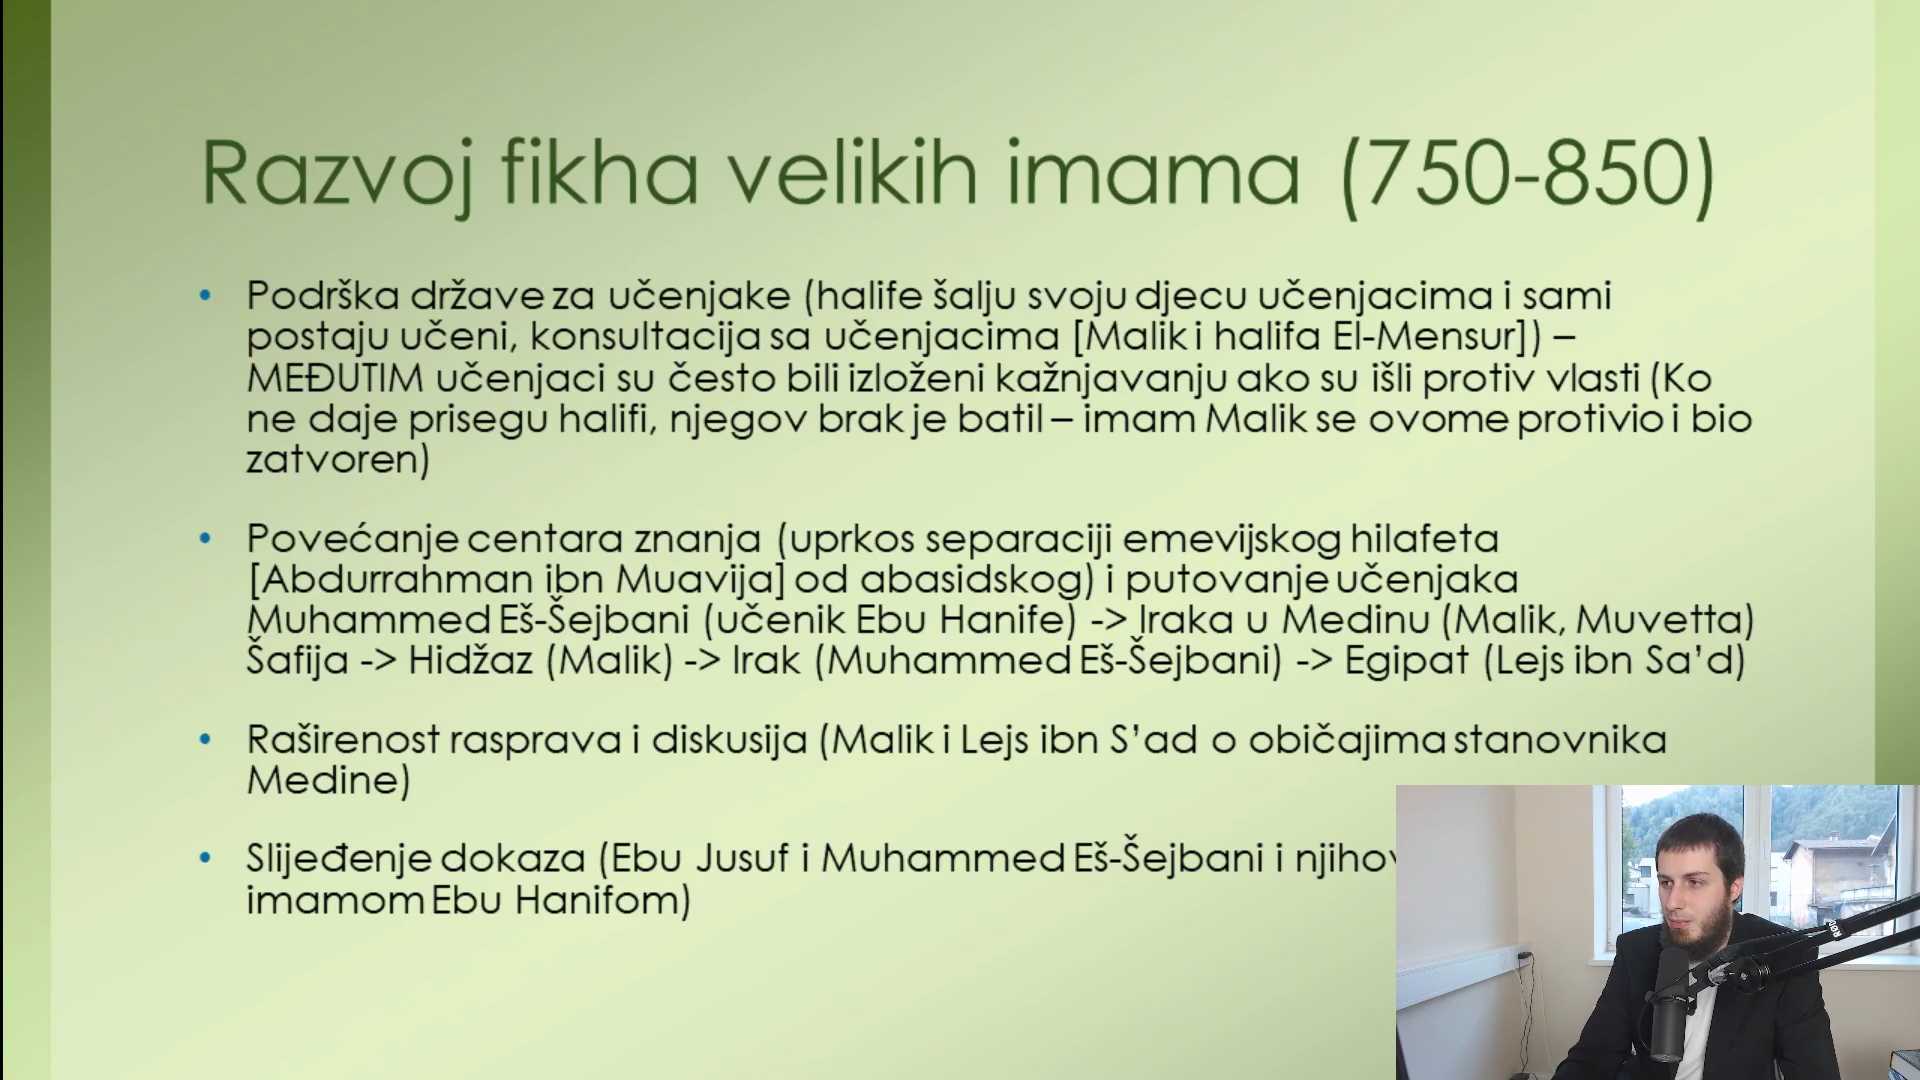 Razvoj fikha velikih imama (750-850)
• Podrška države za učenjake (halife šalju svoju djecu učenjacima i sami
postaju učeni, konsultacija sa učenjacima [Malik i halifa El-Mensur]) –
MEĐUTIM učenjaci su često bili izloženi kažnjavanju ako su išli protiv vlasti (Ko
ne daje prisegu halifi, njegov brak je batil – imam Malik se ovome protivio i bio
zatvoren)
• Povećanje centara znanja (uprkos separaciji emevijskog hilafeta
[Abdurrahman ibn Muavija] od abasidskog) i putovanje učenjaka
Muhammed Eš-Šejbani (učenik Ebu Hanife) -> Iraka u Medinu (Malik, Muvetta)
Šafija -> Hidžaz (Malik) -> Irak (Muhammed Eš-Šejbani) -> Egipat (Lejs ibn Sa’d)
• Raširenost rasprava i diskusija (Malik i Lejs ibn S’ad o običajima stanovnika
Medine)
• Slijeđenje dokaza (Ebu Jusuf i Muhammed Eš-Šejbani i
imamom Ebu Hanifom)